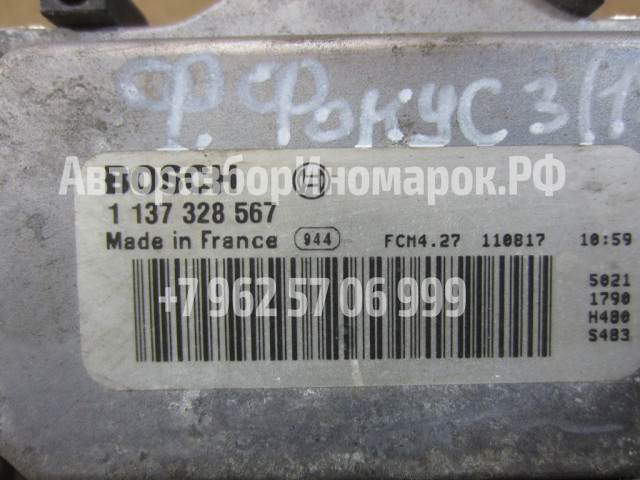 Ф. Фокус 3/1
АвторазборИномарок.РФ
BOSCH
1 137 328 567
Made in France 944 FCM4.27 110817 10:59
+7 962 57 06 999
5021
1790
H480
S483